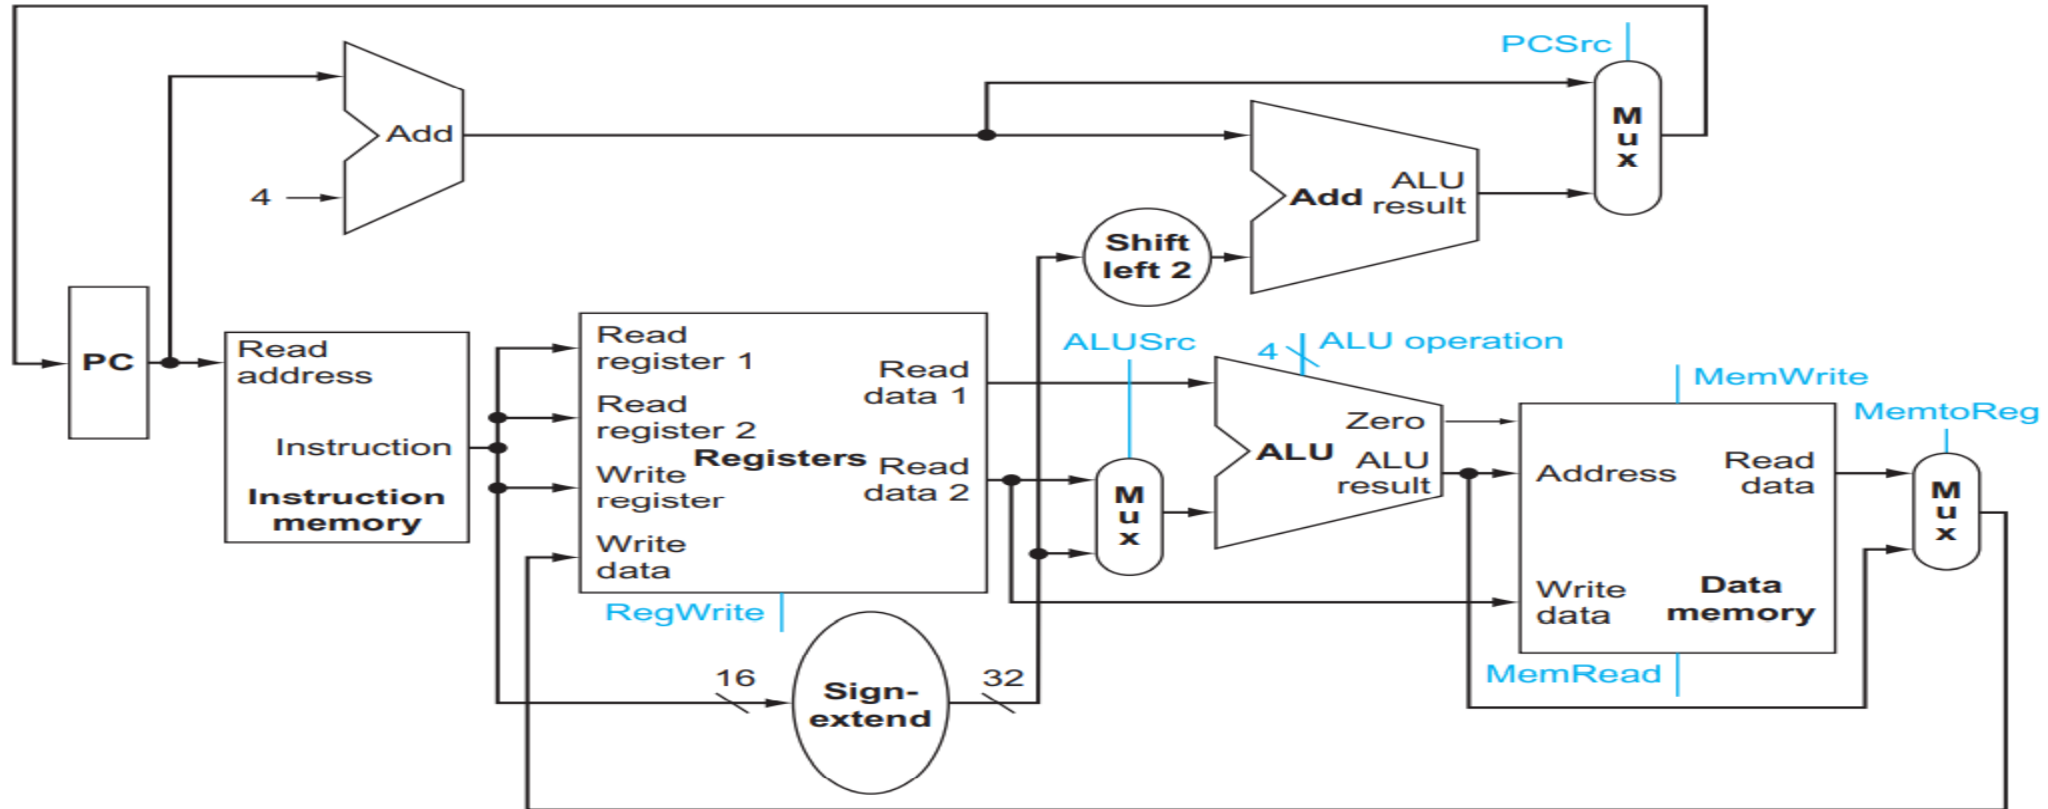 PCSrc
M
u
x
Add
4
Add
ALU
result
Shift
left 2
PC
Read
address
Instruction
Instruction
memory
Read
register 1
Read
register 2
Write
register
Write
data
Registers
Read
data 1
Read
data 2
RegWrite
16
Sign-
extend
32
ALUSrc
M
u
x
4
ALU operation
Zero
ALU
ALU
result
MemWrite
Address
Read
data
Write
data
Data
memory
MemRead
MemtoReg
M
u
x